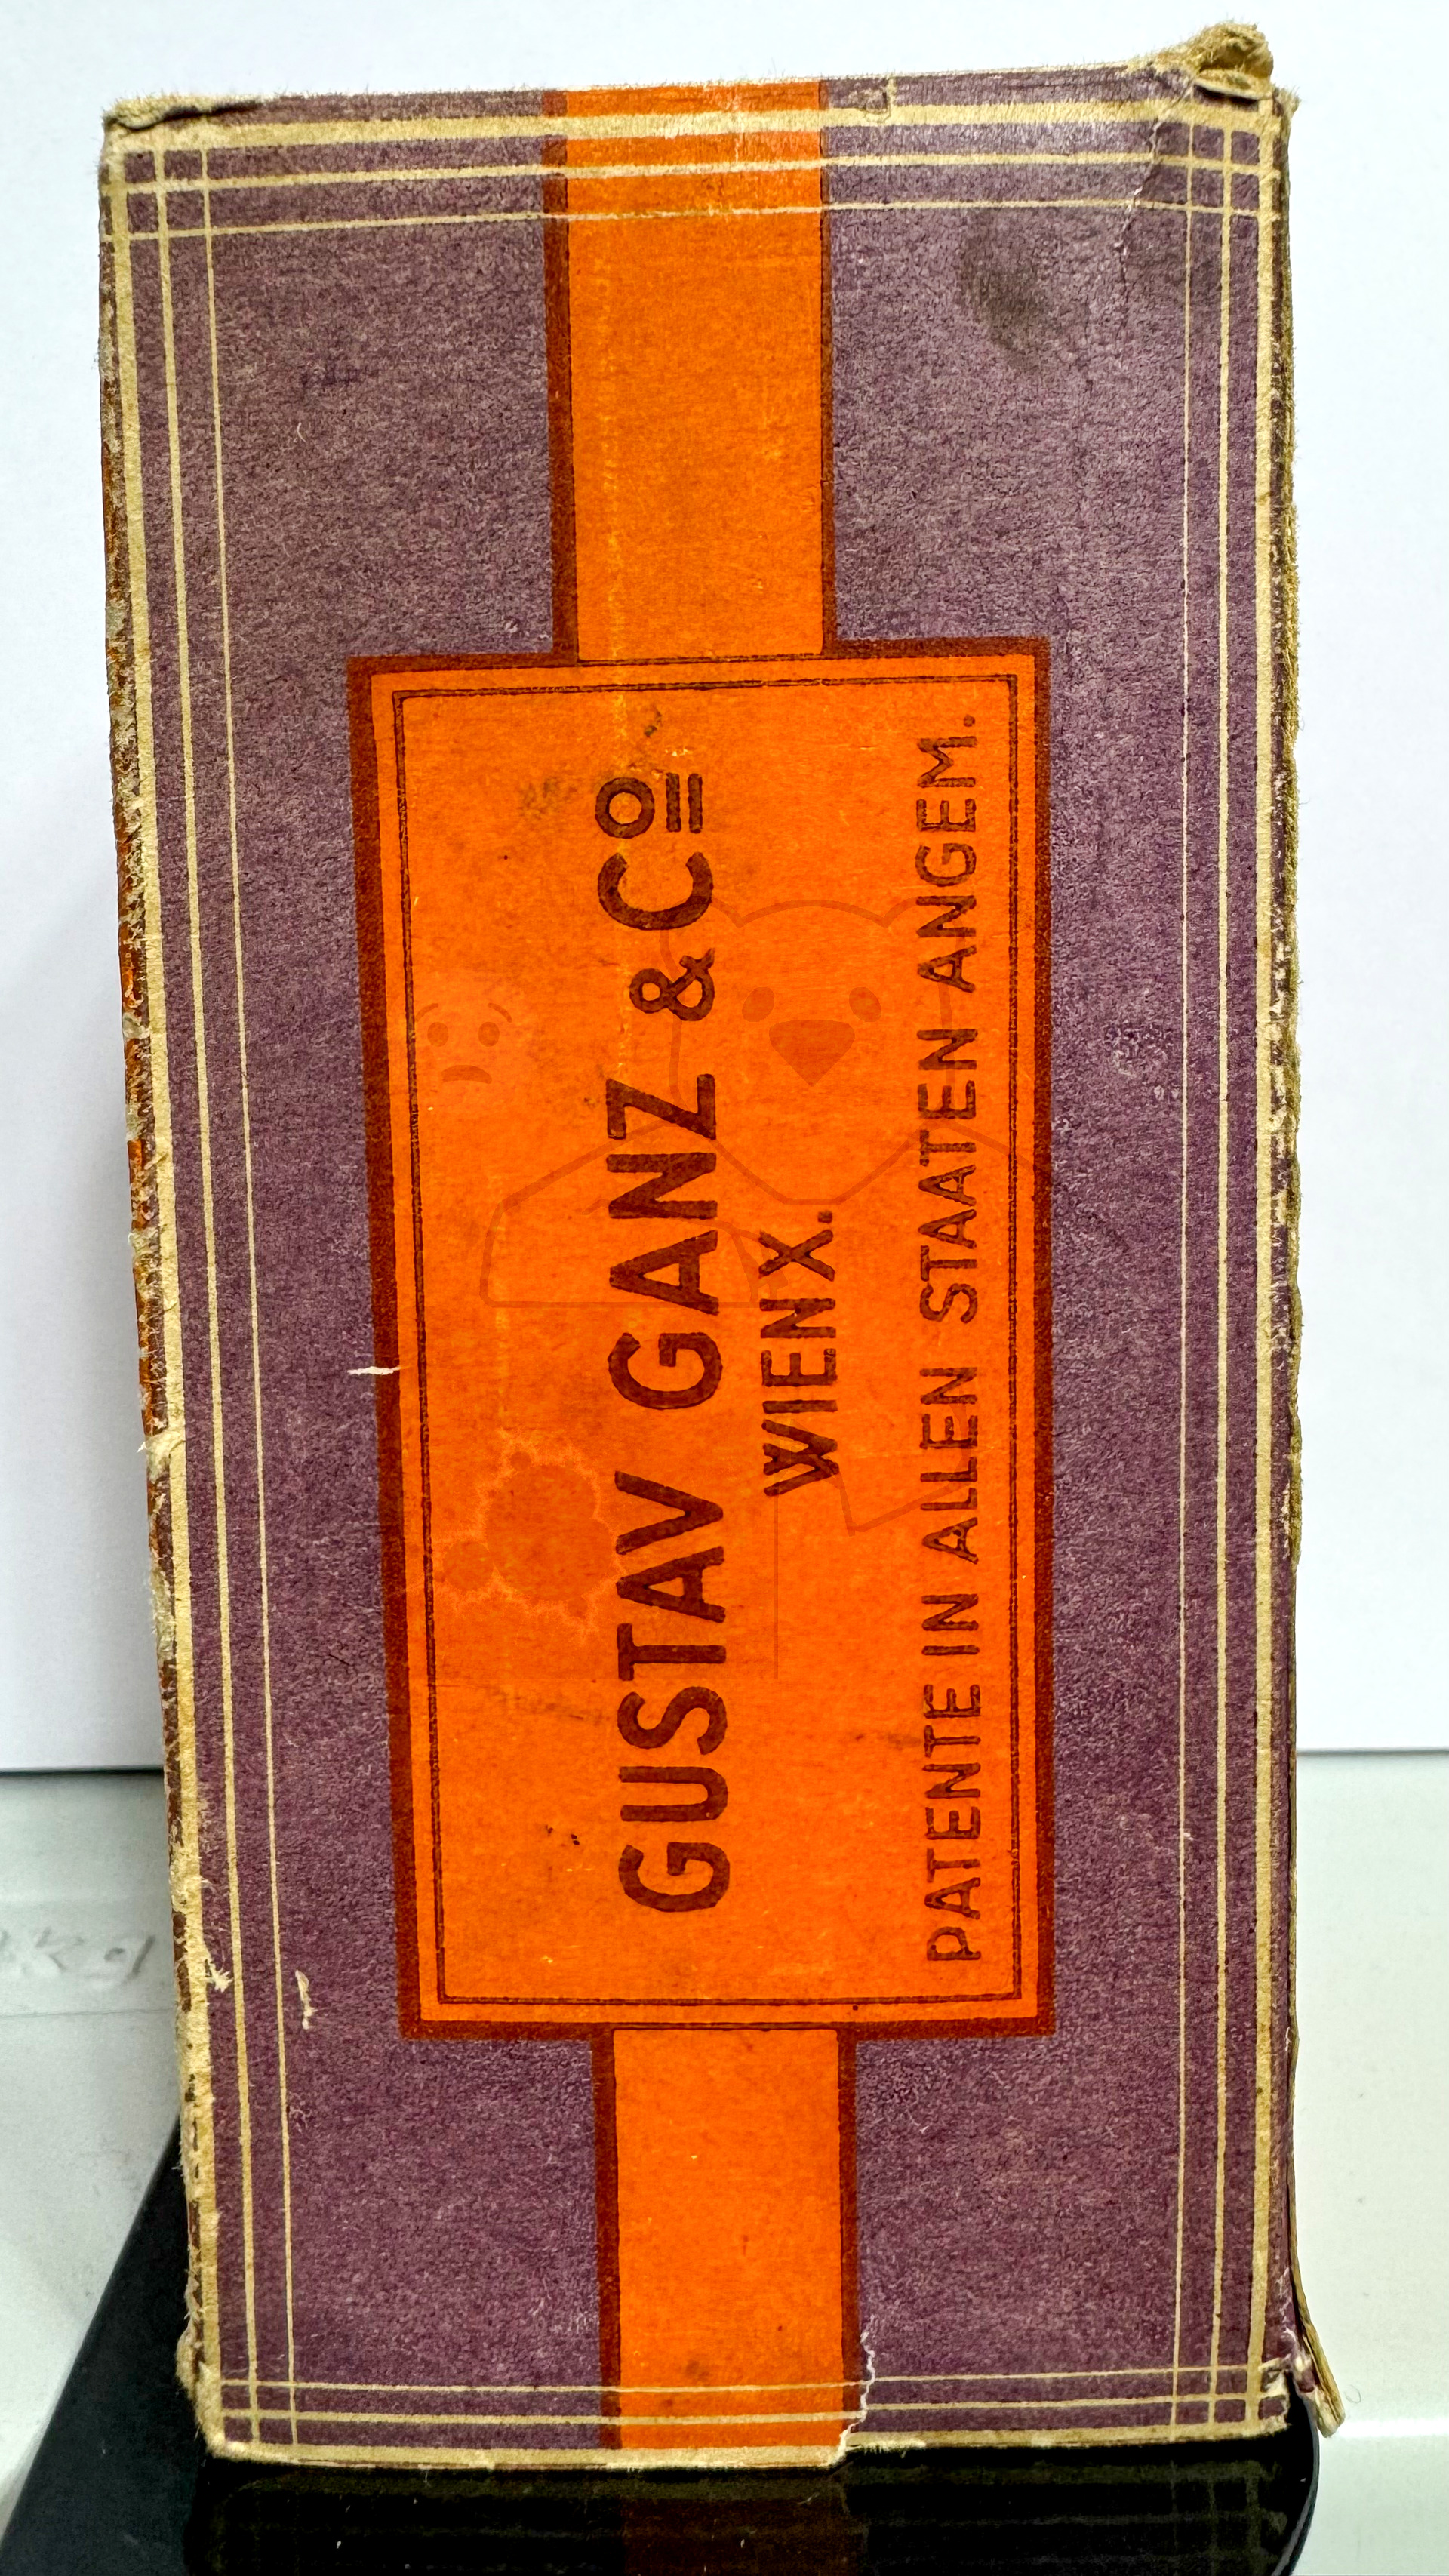 GUSTAV GANZ & Cº
WIEN X.
PATENTE IN ALLEN STAATEN ANGEM.